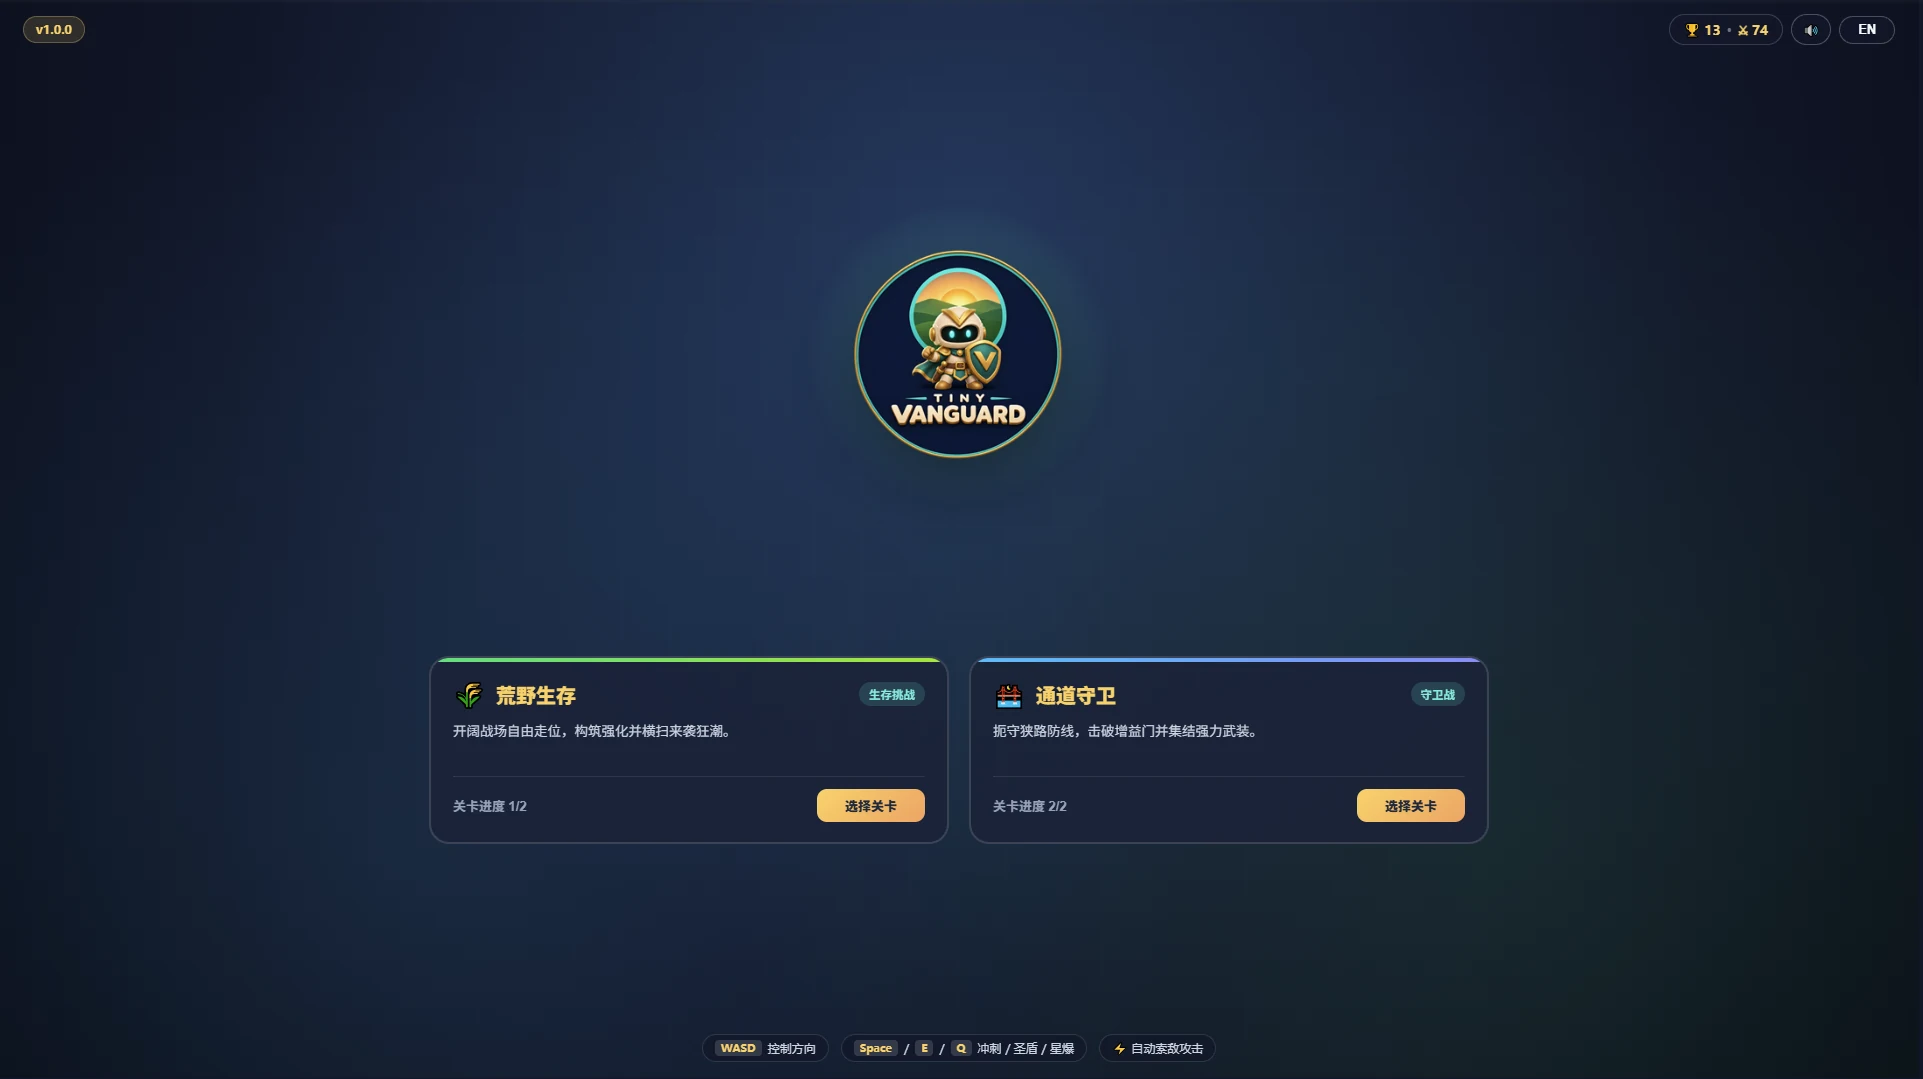 v1.0.0
13 • 74
EN
TINY
VANGUARD
荒野生存
生存挑战
开阔战场自由走位，构筑强化并横扫来袭狂潮。
关卡进度 1/2
选择关卡
通道守卫
守卫战
扼守狭路防线，击破增益门并集结强力武装。
关卡进度 2/2
选择关卡
WASD 控制方向
Space / E / Q 冲刺 / 圣盾 / 星爆
自动索敌攻击